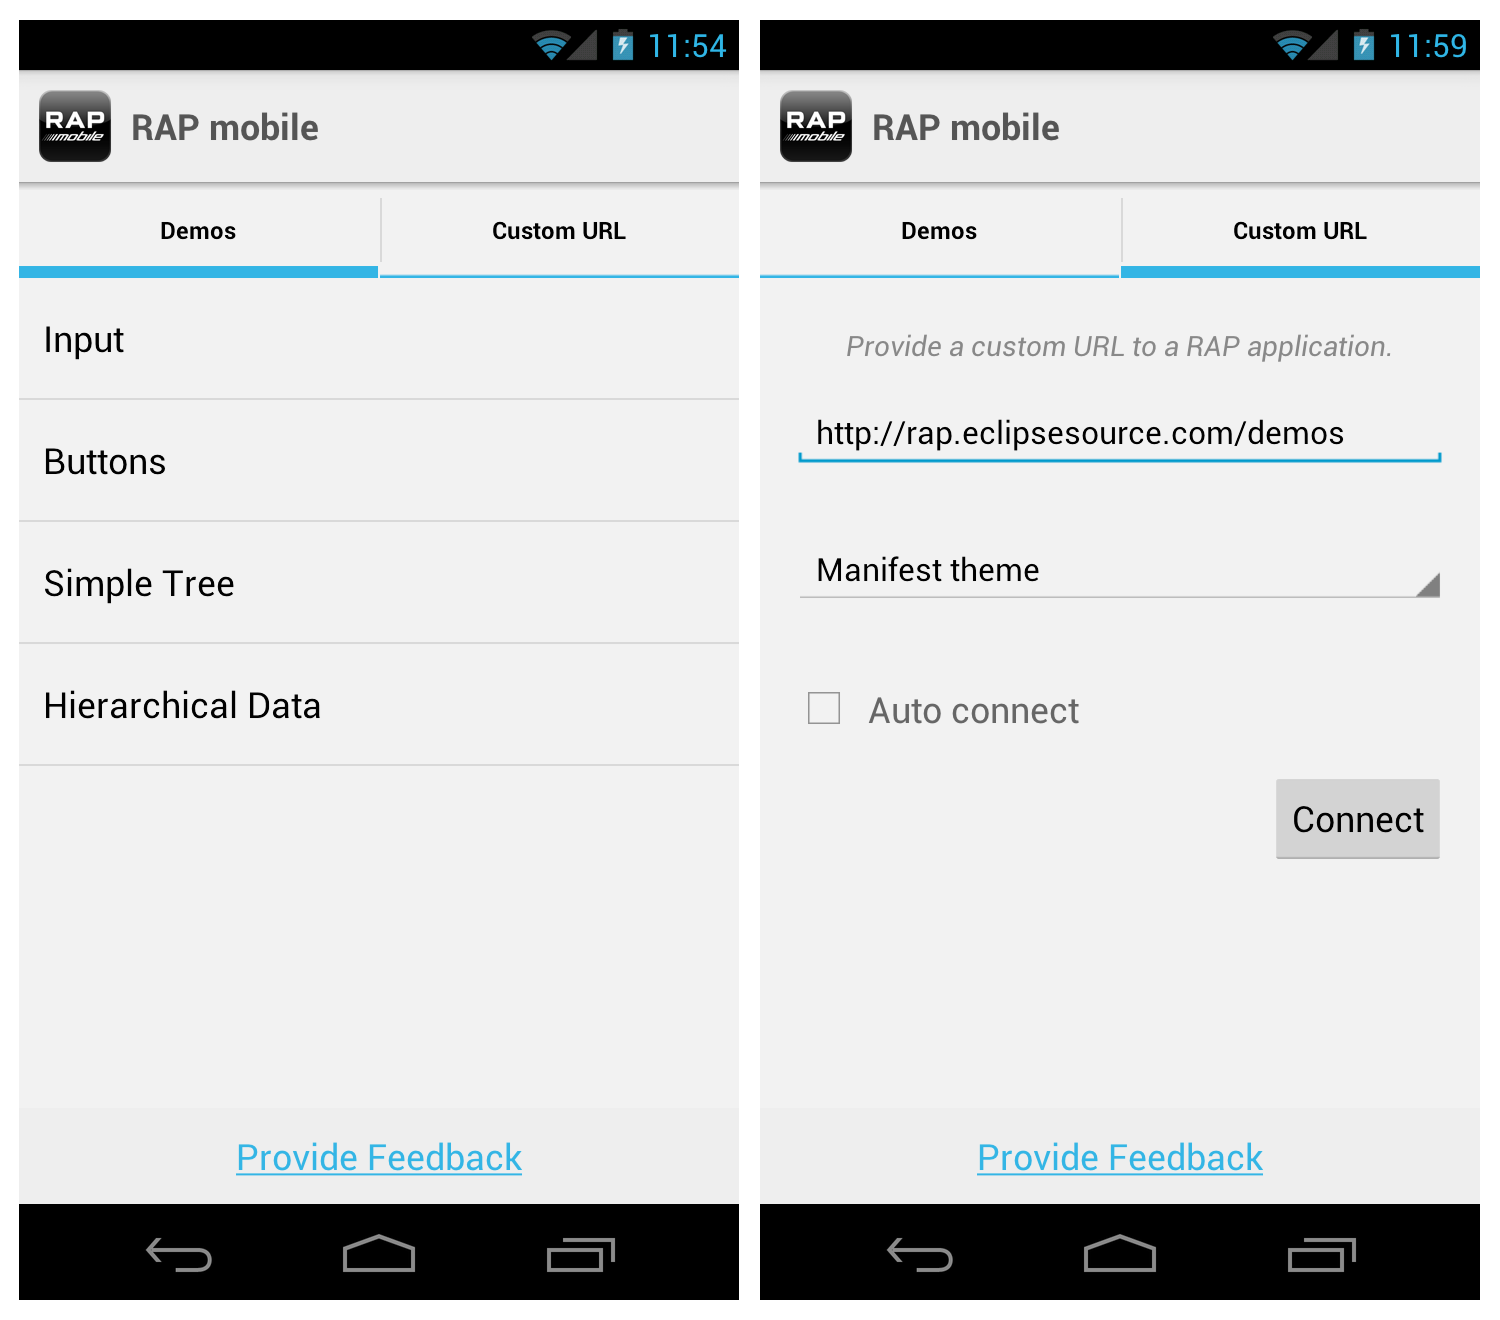 11:54
RAP
mobile
RAP mobile
Demos
Custom URL
Input
Buttons
Simple Tree
Hierarchical Data
Provide Feedback
11:59
RAP
mobile
RAP mobile
Demos
Custom URL
Provide a custom URL to a RAP application.
http://rap.eclipsesource.com/demos
Manifest theme
Auto connect
Connect
Provide Feedback